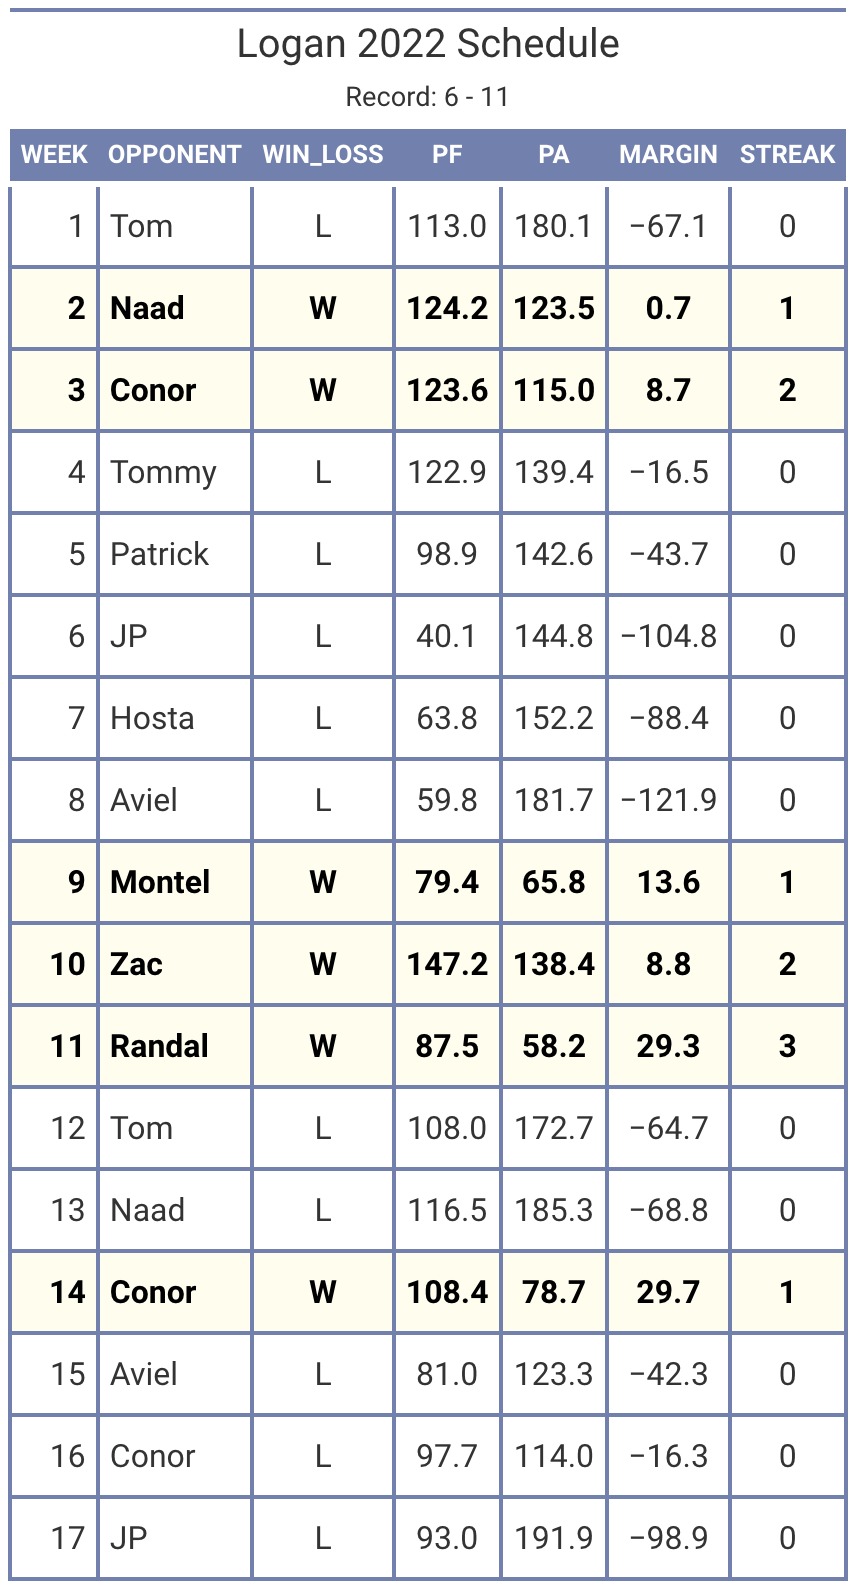 Logan 2022 Schedule
Record: 6 - 11
WEEK OPPONENT WIN_LOSS PF PA MARGIN STREAK
1 Tom L 113.0 180.1 −67.1 0
2 Naad W 124.2 123.5 0.7 1
3 Conor W 123.6 115.0 8.7 2
4 Tommy L 122.9 139.4 −16.5 0
5 Patrick L 98.9 142.6 −43.7 0
6 JP L 40.1 144.8 −104.8 0
7 Hosta L 63.8 152.2 −88.4 0
8 Aviel L 59.8 181.7 −121.9 0
9 Montel W 79.4 65.8 13.6 1
10 Zac W 147.2 138.4 8.8 2
11 Randal W 87.5 58.2 29.3 3
12 Tom L 108.0 172.7 −64.7 0
13 Naad L 116.5 185.3 −68.8 0
14 Conor W 108.4 78.7 29.7 1
15 Aviel L 81.0 123.3 −42.3 0
16 Conor L 97.7 114.0 −16.3 0
17 JP L 93.0 191.9 −98.9 0